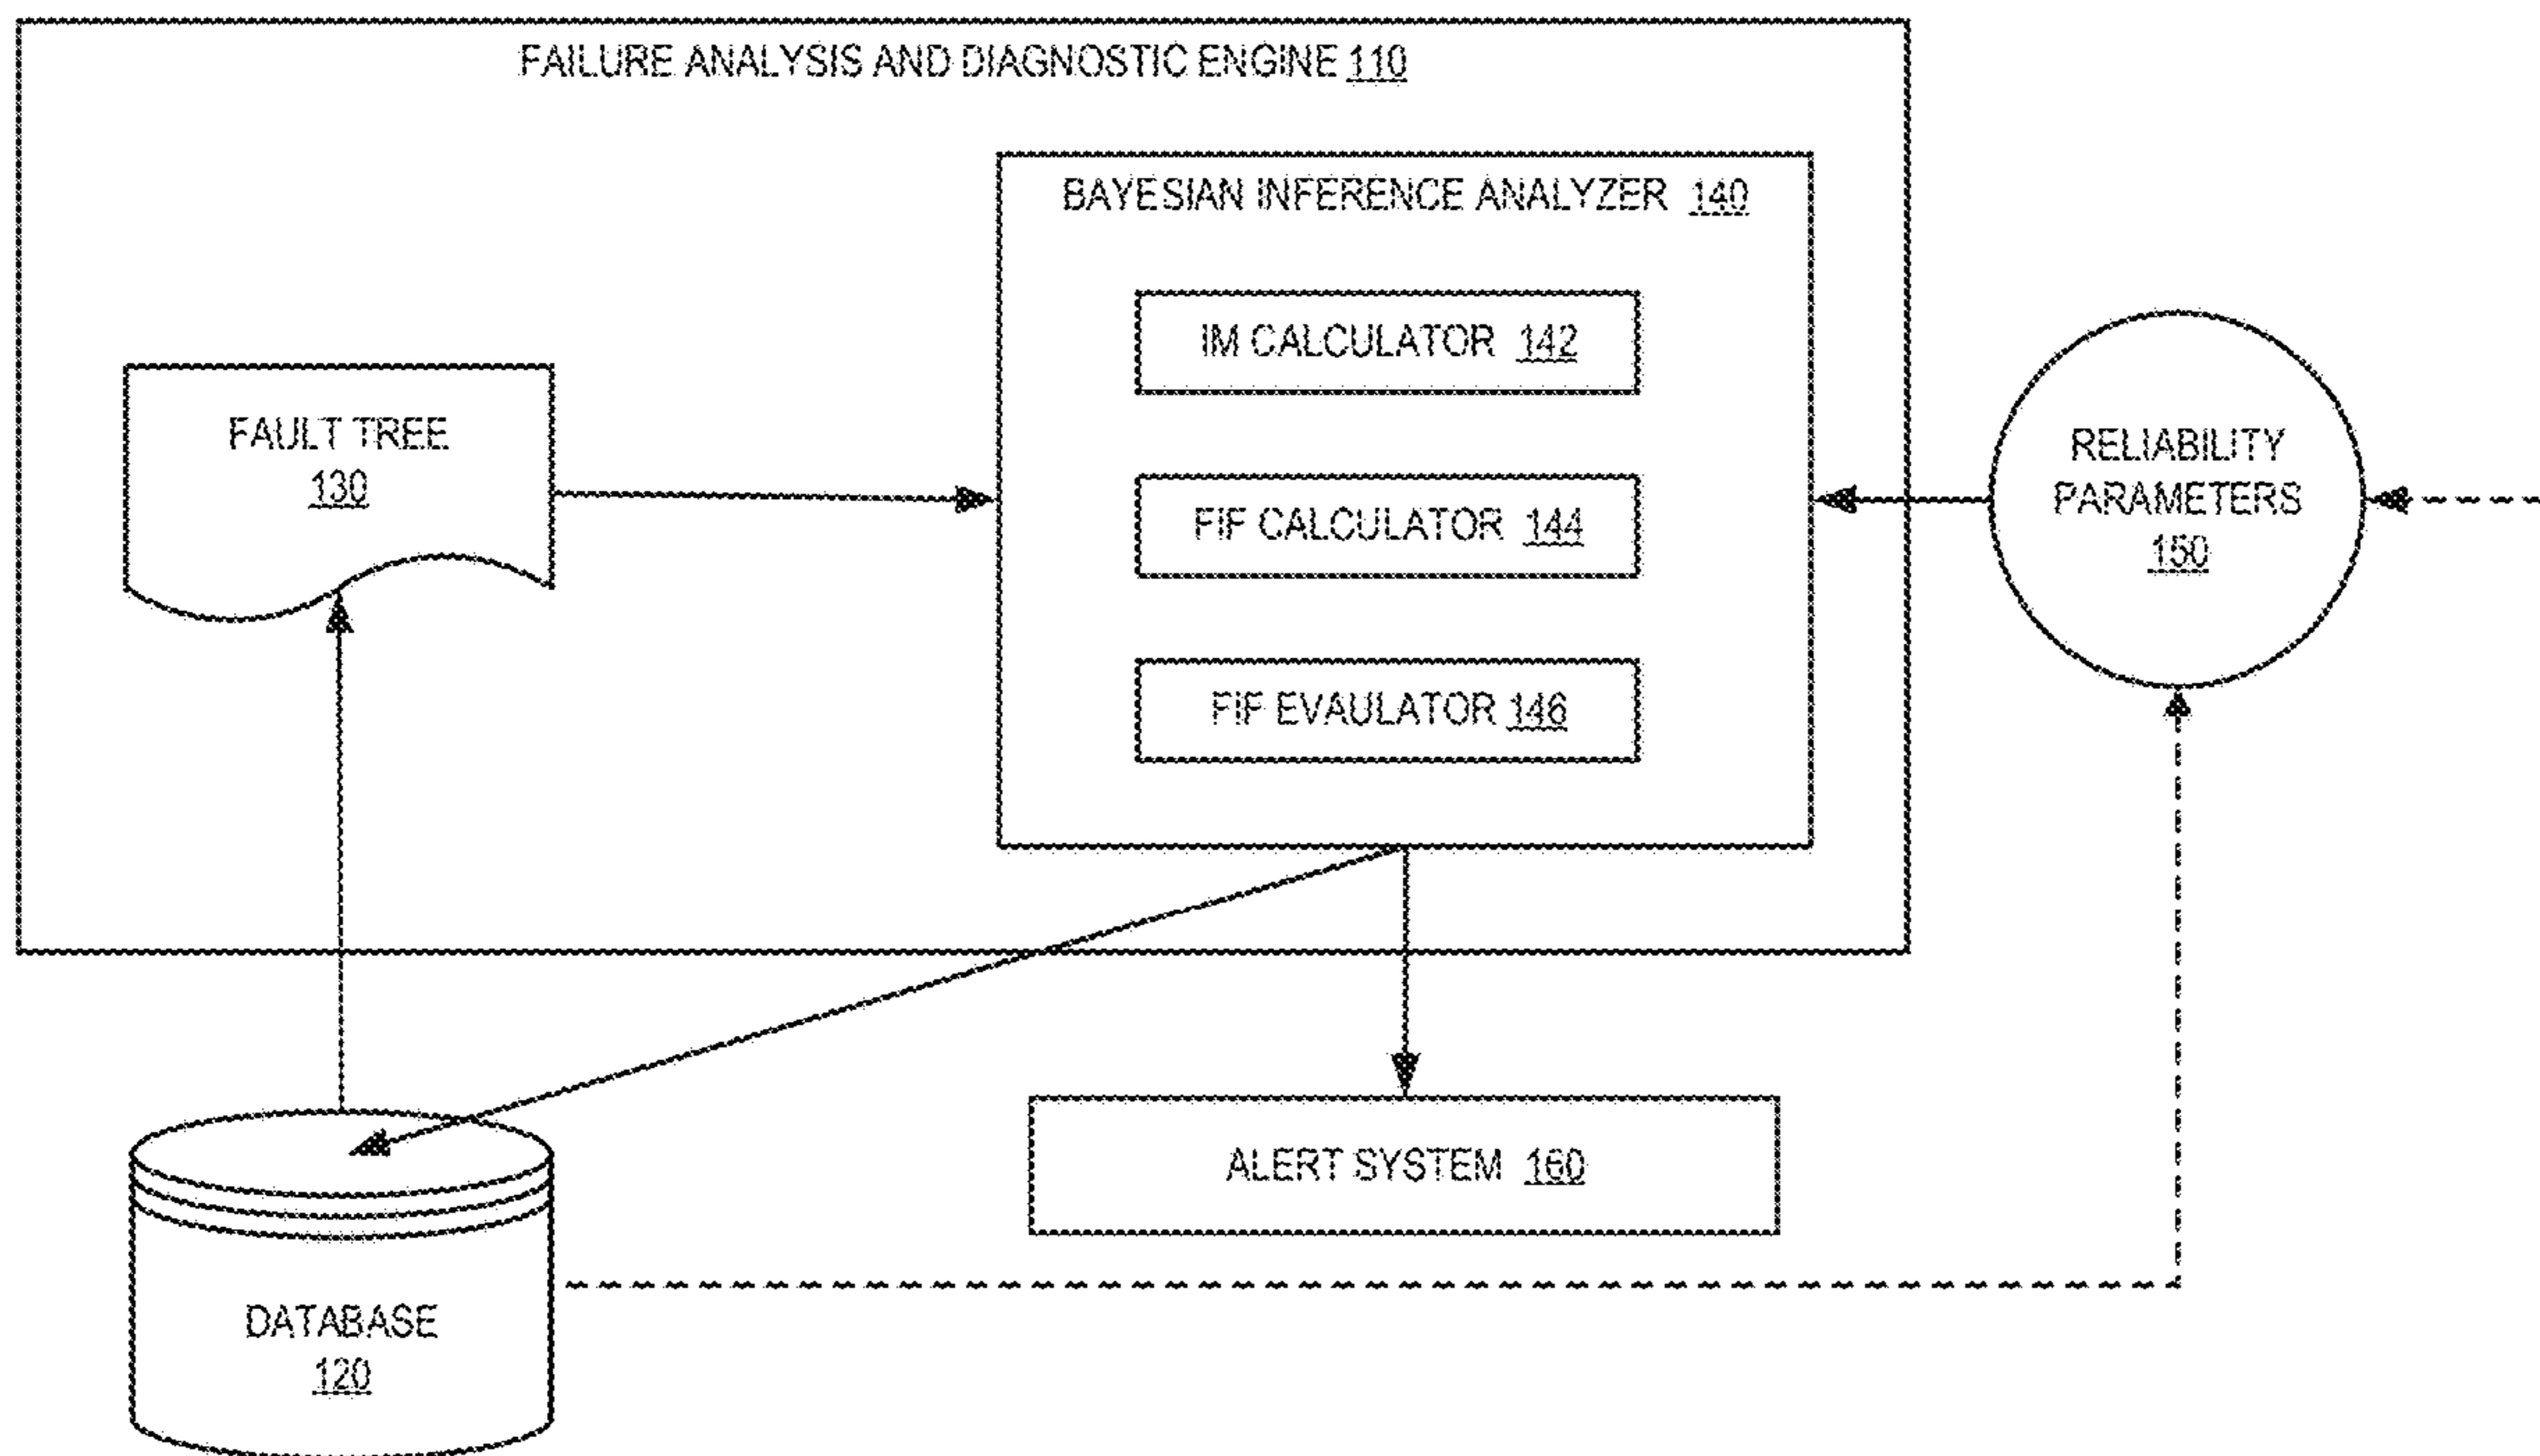 FAILURE ANALYSIS AND DIAGNOSTIC ENGINE 110
BAYESIAN INFERENCE ANALYZER 140
IM CALCULATOR 142
FAULT TREE
130
FIF CALCULATOR 144
RELIABILITY
PARAMETERS
150
FIF EVAULATOR 146
ALERT SYSTEM 160
DATABASE
120